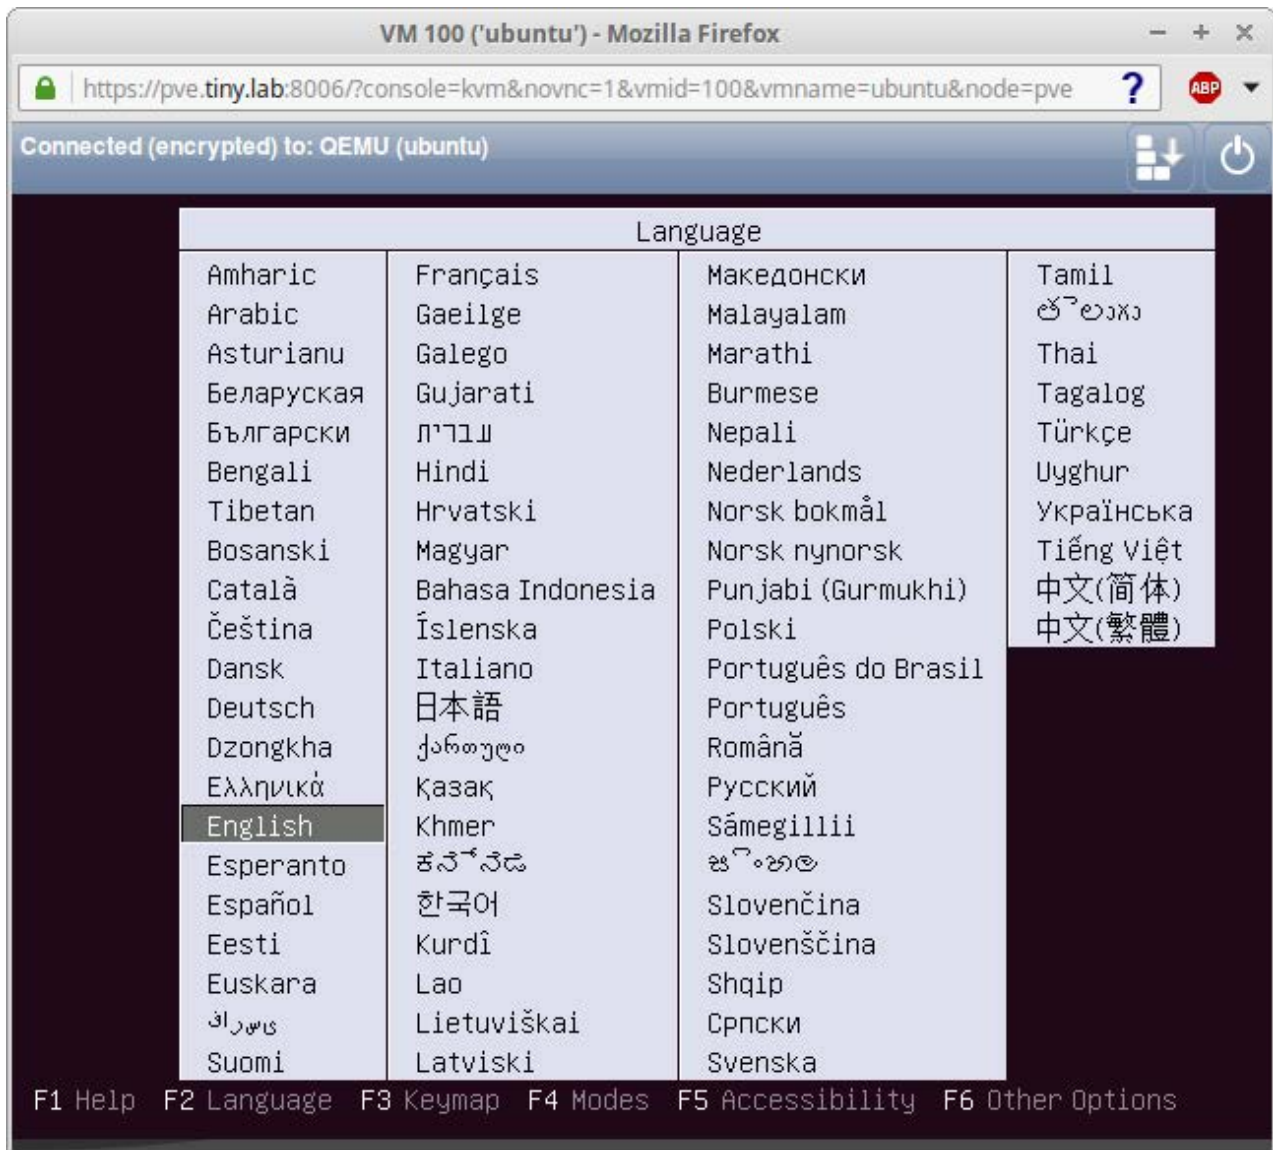 VM 100 ('ubuntu') - Mozilla Firefox
https://pve.tiny.lab:8006/?console=kvm&novnc=1&vmid=100&vmname=ubuntu&node=pve ? ABP
Connected (encrypted) to: QEMU (ubuntu)
Language
Amharic
Arabic
Asturianu
Беларуская
Български
Bengali
Tibetan
Bosanski
Català
Čeština
Dansk
Deutsch
Dzongkha
Ελληνικά
English
Esperanto
Español
Eesti
Euskara
Suomi
Français
Gaeilge
Galego
Gujarati
עברית
Hindi
Hrvatski
Magyar
Bahasa Indonesia
Íslenska
Italiano
日本語
ქართული
Қазақ
Khmer
한국어
Kurdî
Lao
Lietuviškai
Latviski
Македонски
Malayalam
Marathi
Burmese
Nepali
Nederlands
Norsk bokmål
Norsk nynorsk
Punjabi (Gurmukhi)
Polski
Português do Brasil
Português
Română
Русский
Sámegillii
Slovenčina
Slovenščina
Shqip
Српски
Svenska
Tamil
Thai
Tagalog
Türkçe
Uyghur
Українська
Tiếng Việt
中文(简体)
中文(繁體)
F1 Help F2 Language F3 Keymap F4 Modes F5 Accessibility F6 Other Options